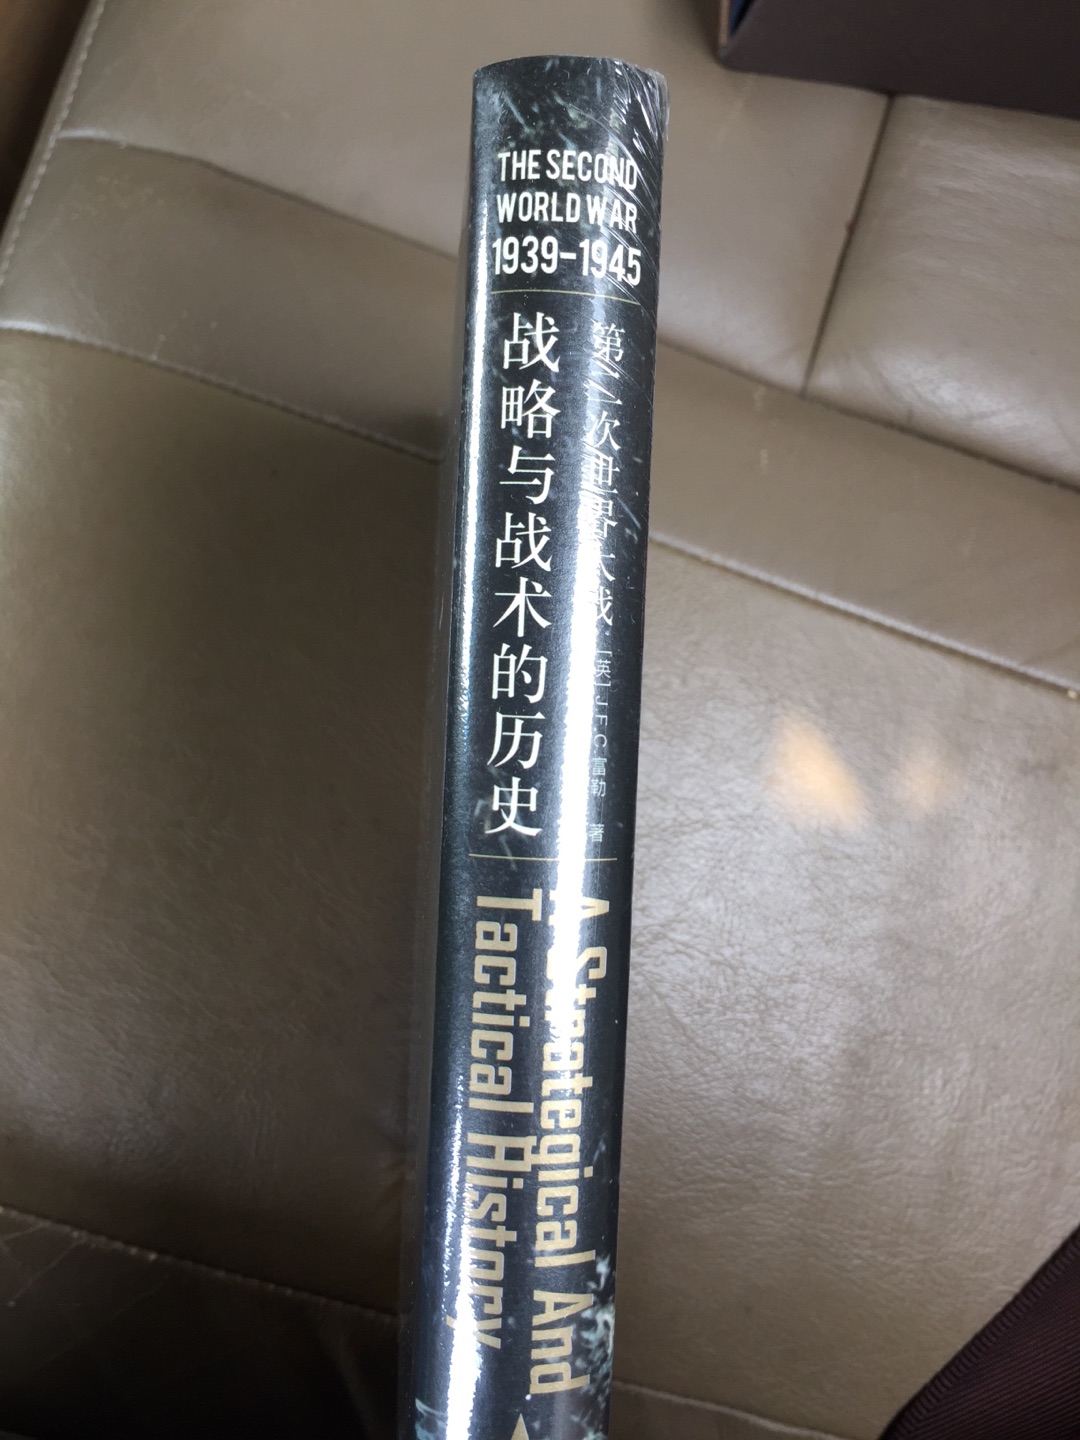 THE SECOND
WORLD WAR
1939-1945
第二次世界大战
战略与战术的历史
[英] J.F.C.富勒 著
A Strategical And
Tactical History